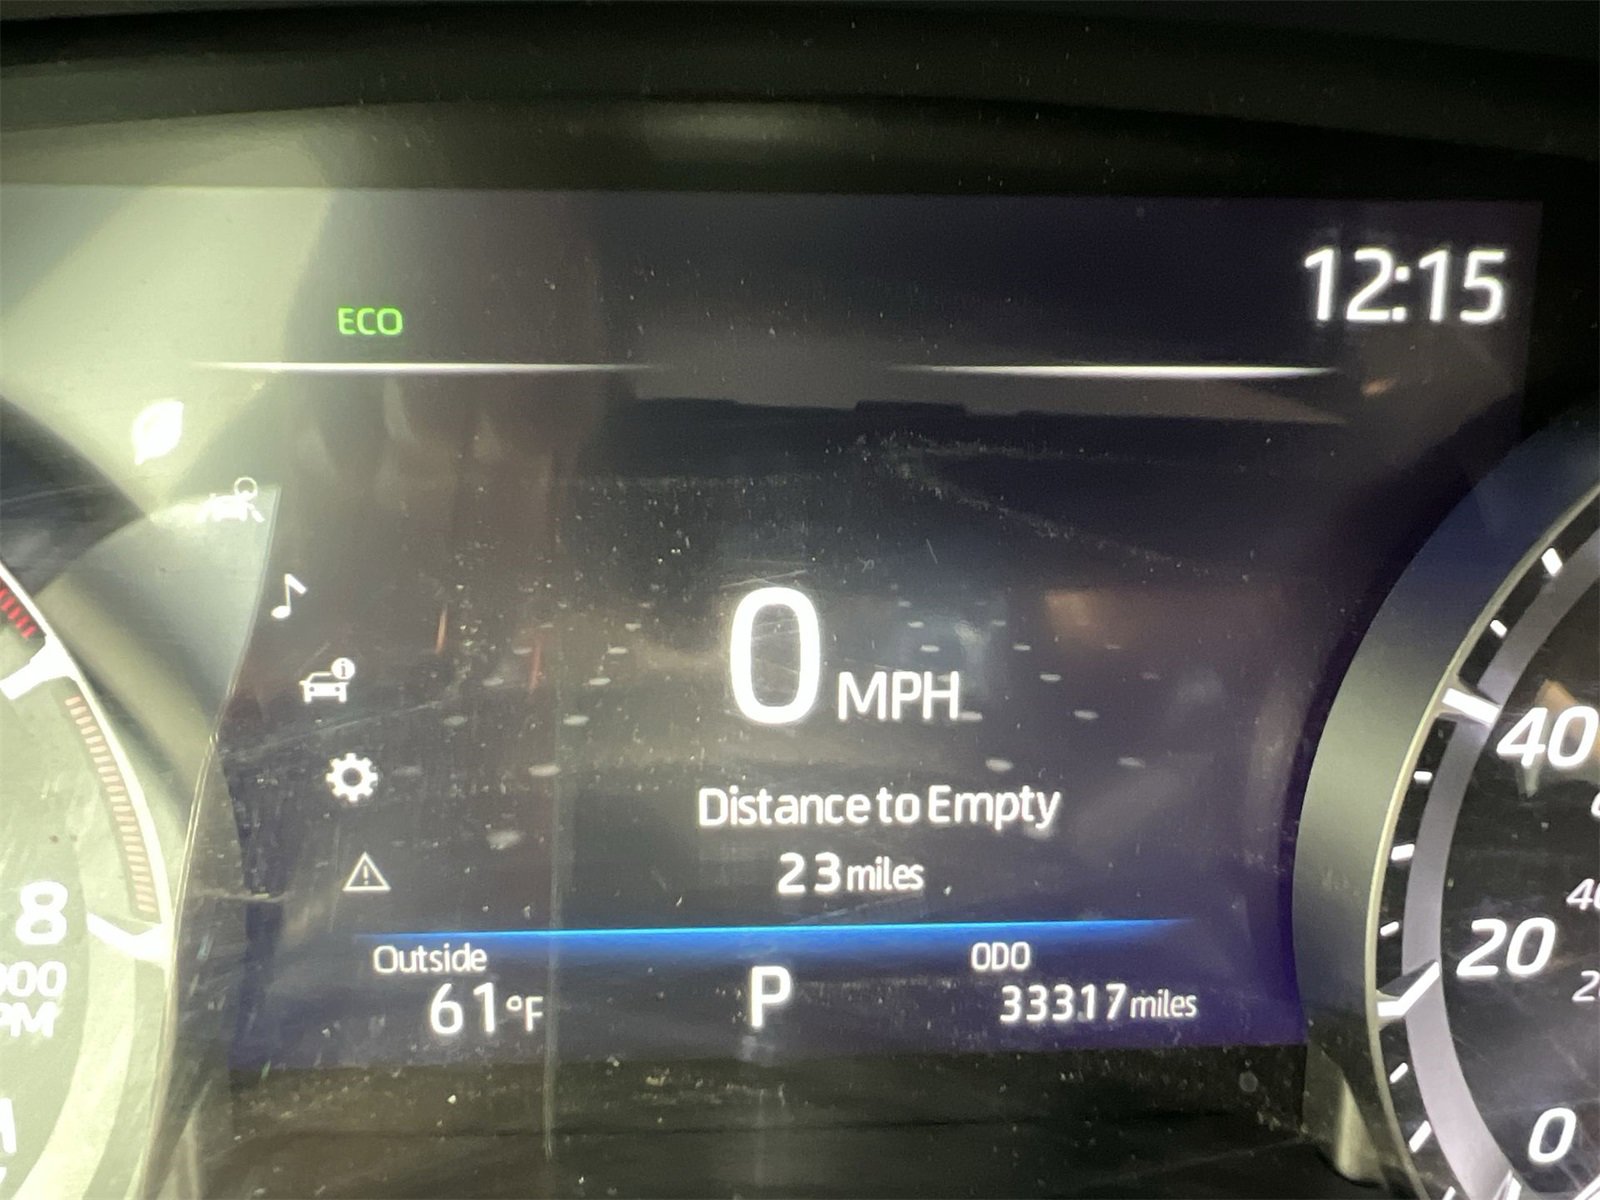 12:15
ECO
0 MPH
Distance to Empty
23 miles
Outside
61°F
P
ODO
33317 miles
8
40
20
0